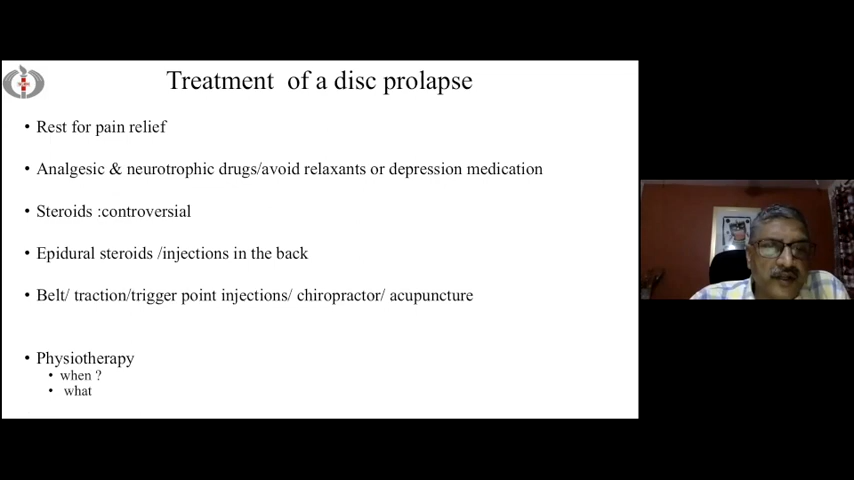 Treatment of a disc prolapse
• Rest for pain relief
• Analgesic & neurotrophic drugs/avoid relaxants or depression medication
• Steroids :controversial
• Epidural steroids /injections in the back
• Belt/ traction/trigger point injections/ chiropractor/ acupuncture
• Physiotherapy
• when ?
• what